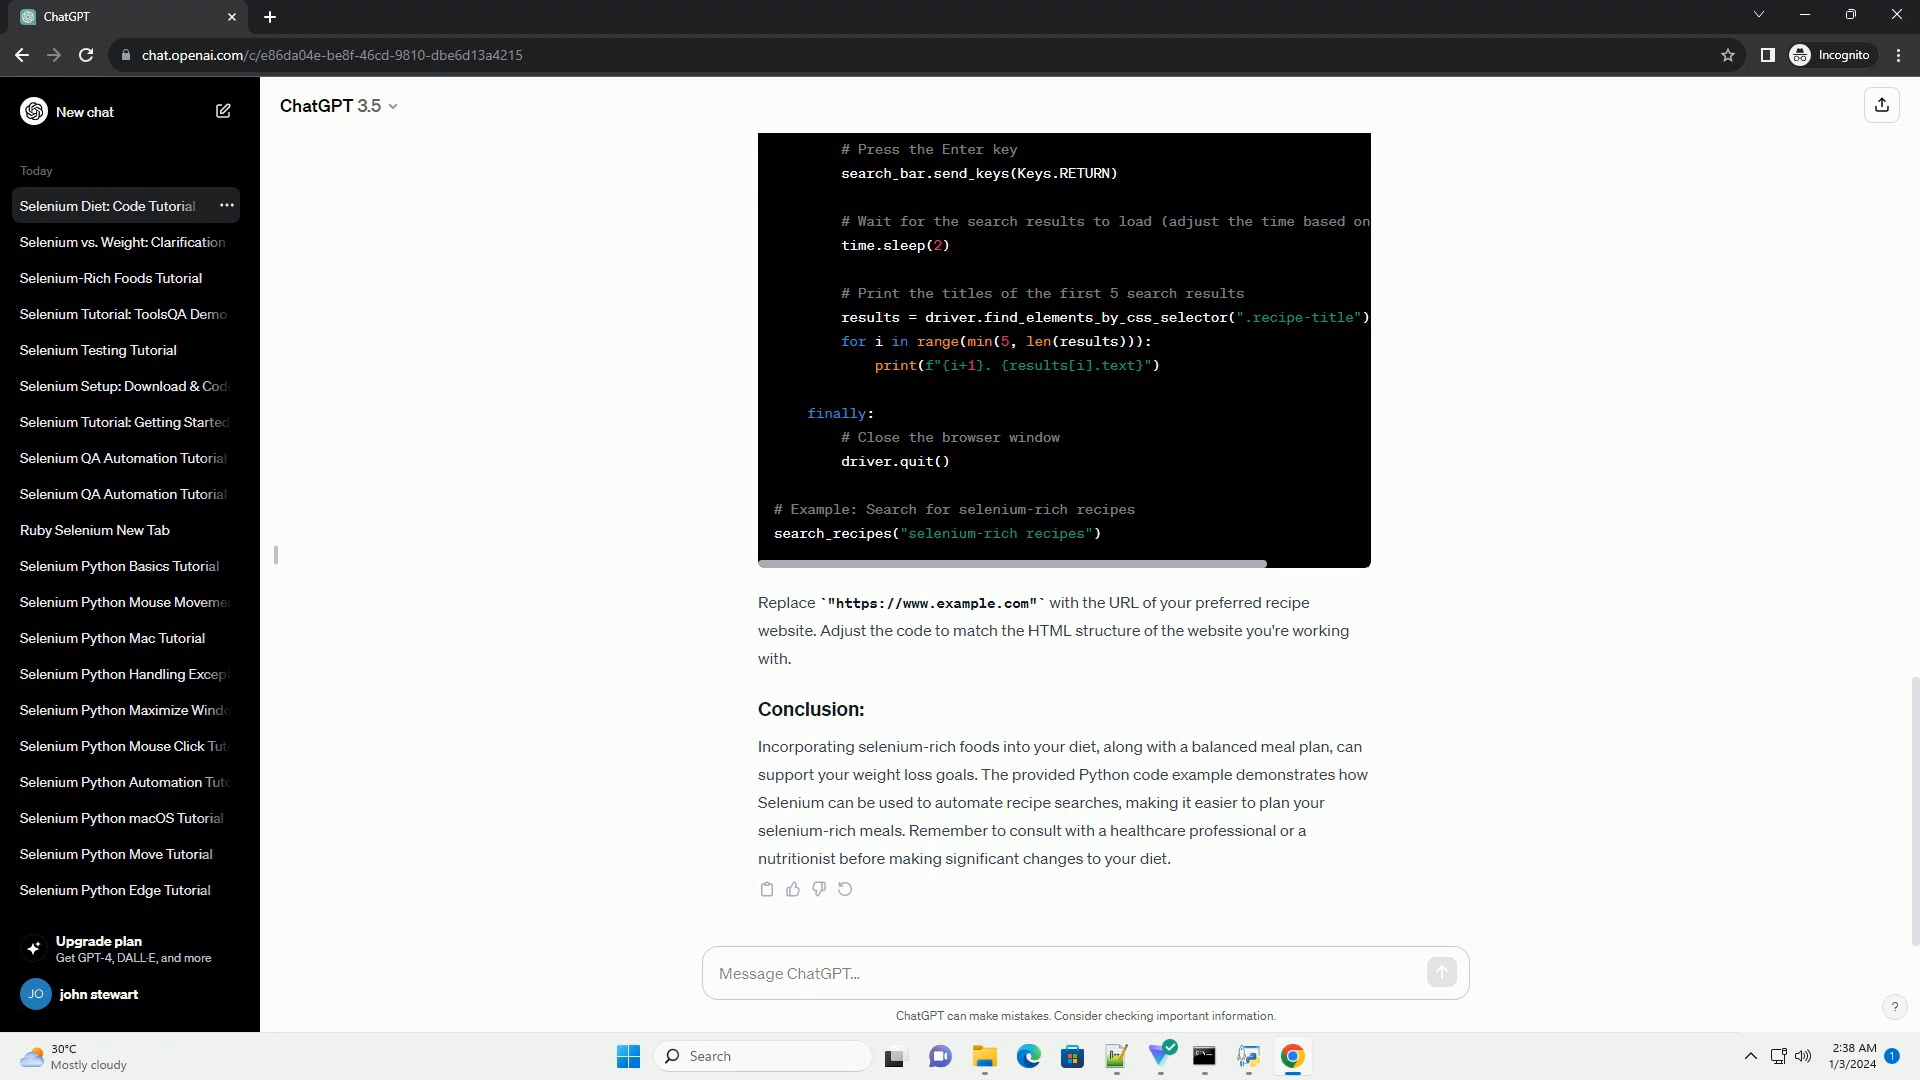 ChatGPT
chat.openai.com/c/e86da04e-be8f-46cd-9810-dbe6d13a4215
Incognito
New chat
Today
Selenium Diet: Code Tutorial
Selenium vs. Weight: Clarification
Selenium-Rich Foods Tutorial
Selenium Tutorial: ToolsQA Demo
Selenium Testing Tutorial
Selenium Setup: Download & Code
Selenium Tutorial: Getting Started
Selenium QA Automation Tutorial
Selenium QA Automation Tutorial
Ruby Selenium New Tab
Selenium Python Basics Tutorial
Selenium Python Mouse Moveme
Selenium Python Mac Tutorial
Selenium Python Handling Except
Selenium Python Maximize Windo
Selenium Python Mouse Click Tut
Selenium Python Automation Tuto
Selenium Python macOS Tutorial
Selenium Python Move Tutorial
Selenium Python Edge Tutorial
Upgrade plan
Get GPT-4, DALL·E, and more
JO john stewart
ChatGPT 3.5
# Press the Enter key
search_bar.send_keys(Keys.RETURN)
# Wait for the search results to load (adjust the time based on
time.sleep(2)
# Print the titles of the first 5 search results
results = driver.find_elements_by_css_selector(".recipe-title")
for i in range(min(5, len(results))):
print(f"{i+1}. {results[i].text}")
finally:
# Close the browser window
driver.quit()
# Example: Search for selenium-rich recipes
search_recipes("selenium-rich recipes")
Replace `"https://www.example.com"` with the URL of your preferred recipe
website. Adjust the code to match the HTML structure of the website you're working
with.
Conclusion:
Incorporating selenium-rich foods into your diet, along with a balanced meal plan, can
support your weight loss goals. The provided Python code example demonstrates how
Selenium can be used to automate recipe searches, making it easier to plan your
selenium-rich meals. Remember to consult with a healthcare professional or a
nutritionist before making significant changes to your diet.
Message ChatGPT...
ChatGPT can make mistakes. Consider checking important information.
?
30°C
Mostly cloudy
Search
2:38 AM
1/3/2024
1